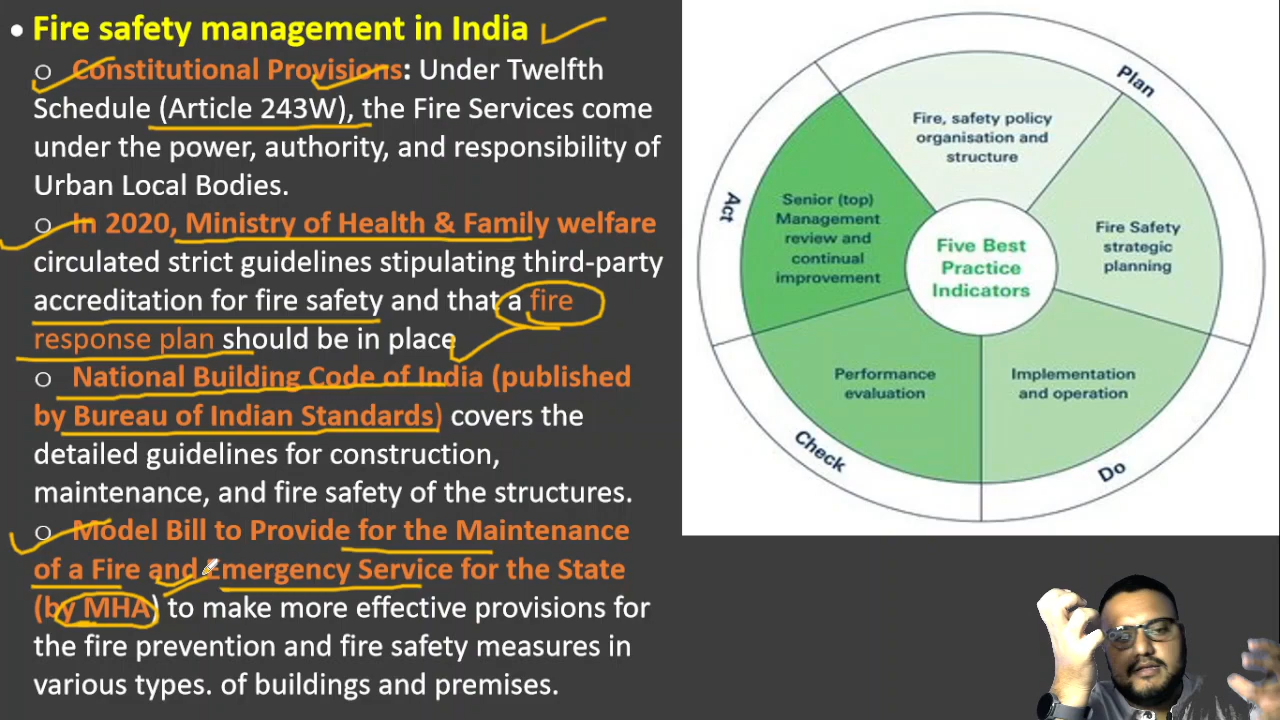 • Fire safety management in India
o Constitutional Provisions: Under Twelfth
Schedule (Article 243W), the Fire Services come
under the power, authority, and responsibility of
Urban Local Bodies.
o In 2020, Ministry of Health & Family welfare
circulated strict guidelines stipulating third-party
accreditation for fire safety and that a fire
response plan should be in place
o National Building Code of India (published
by Bureau of Indian Standards) covers the
detailed guidelines for construction,
maintenance, and fire safety of the structures.
o Model Bill to Provide for the Maintenance
of a Fire and Emergency Service for the State
(by MHA) to make more effective provisions for
the fire prevention and fire safety measures in
various types. of buildings and premises.
Plan
Fire, safety policy
organisation and
structure
Act
Senior (top)
Management
review and
continual
improvement
Five Best
Practice
Indicators
Fire Safety
strategic
planning
Performance
evaluation
Implementation
and operation
Check
Do